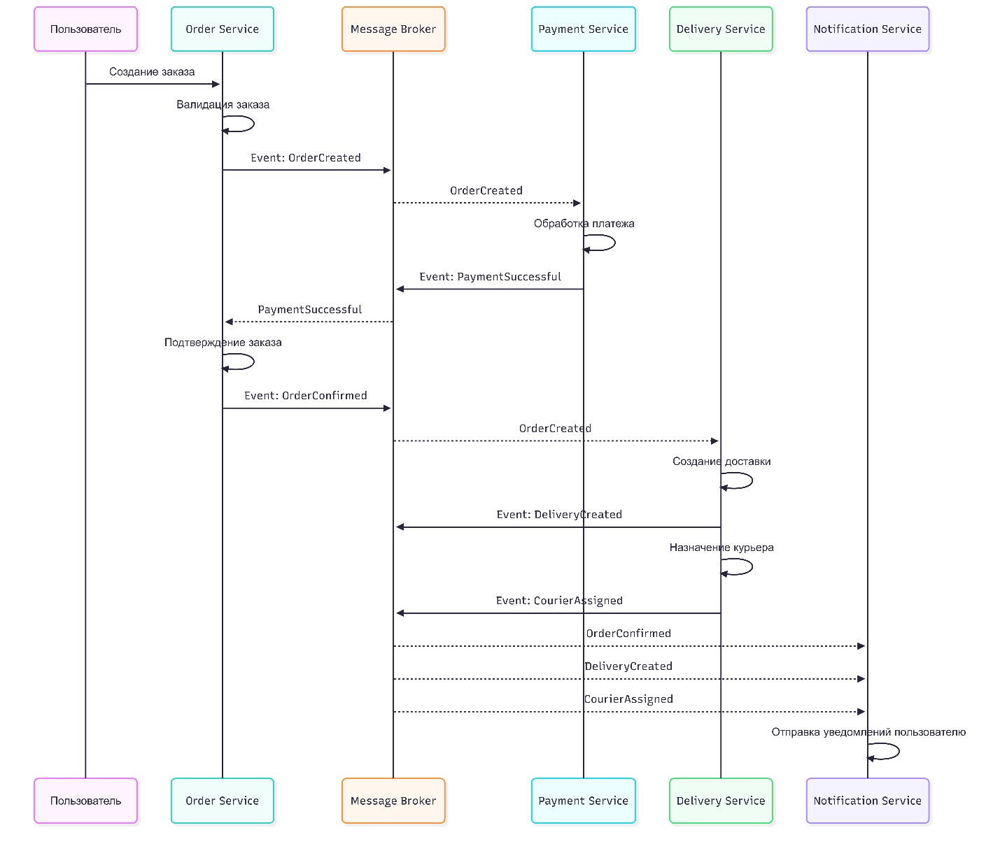 Пользователь
Order Service
Message Broker
Payment Service
Delivery Service
Notification Service
Создание заказа
Валидация заказа
Event: OrderCreated
OrderCreated
Обработка платежа
Event: PaymentSuccessful
PaymentSuccessful
Подтверждение заказа
Event: OrderConfirmed
OrderCreated
Создание доставки
Event: DeliveryCreated
Назначение курьера
Event: CourierAssigned
OrderConfirmed
DeliveryCreated
CourierAssigned
Отправка уведомлений пользователю
Пользователь
Order Service
Message Broker
Payment Service
Delivery Service
Notification Service